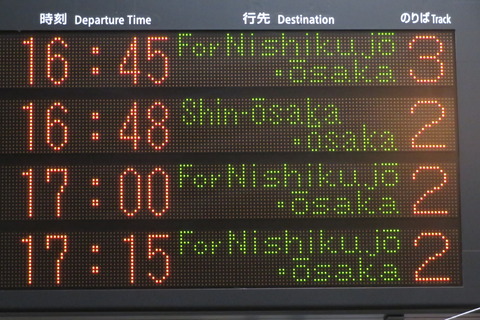 時刻 Departure Time 行先 Destination のりば Track
16:45 For Nishikujō 3
・ōsaka
16:48 Shin-ōsaka 2
・ōsaka
17:00 For Nishikujō 2
・ōsaka
17:15 For Nishikujō 2
・ōsaka